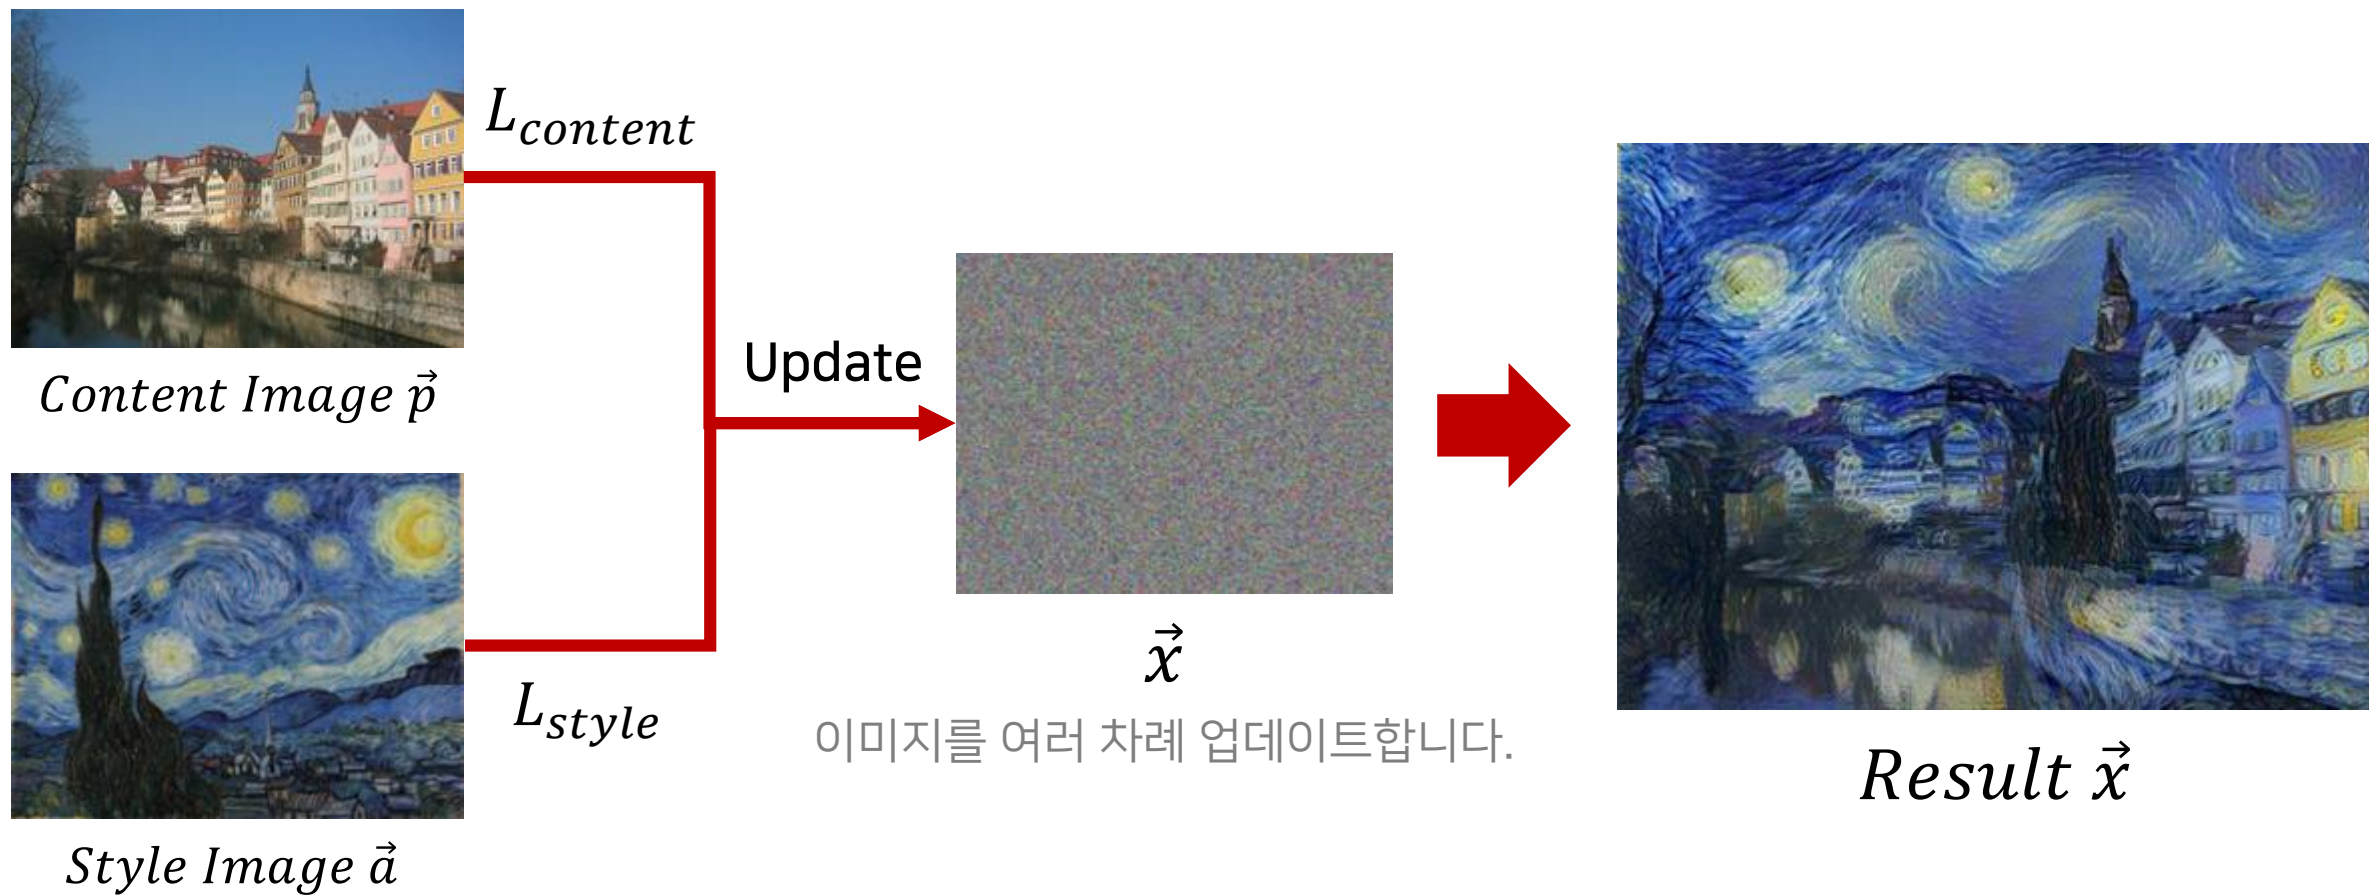 L_content
Content Image p⃗
Update
x⃗
이미지를 여러 차례 업데이트합니다.
L_style
Style Image a⃗
Result x⃗